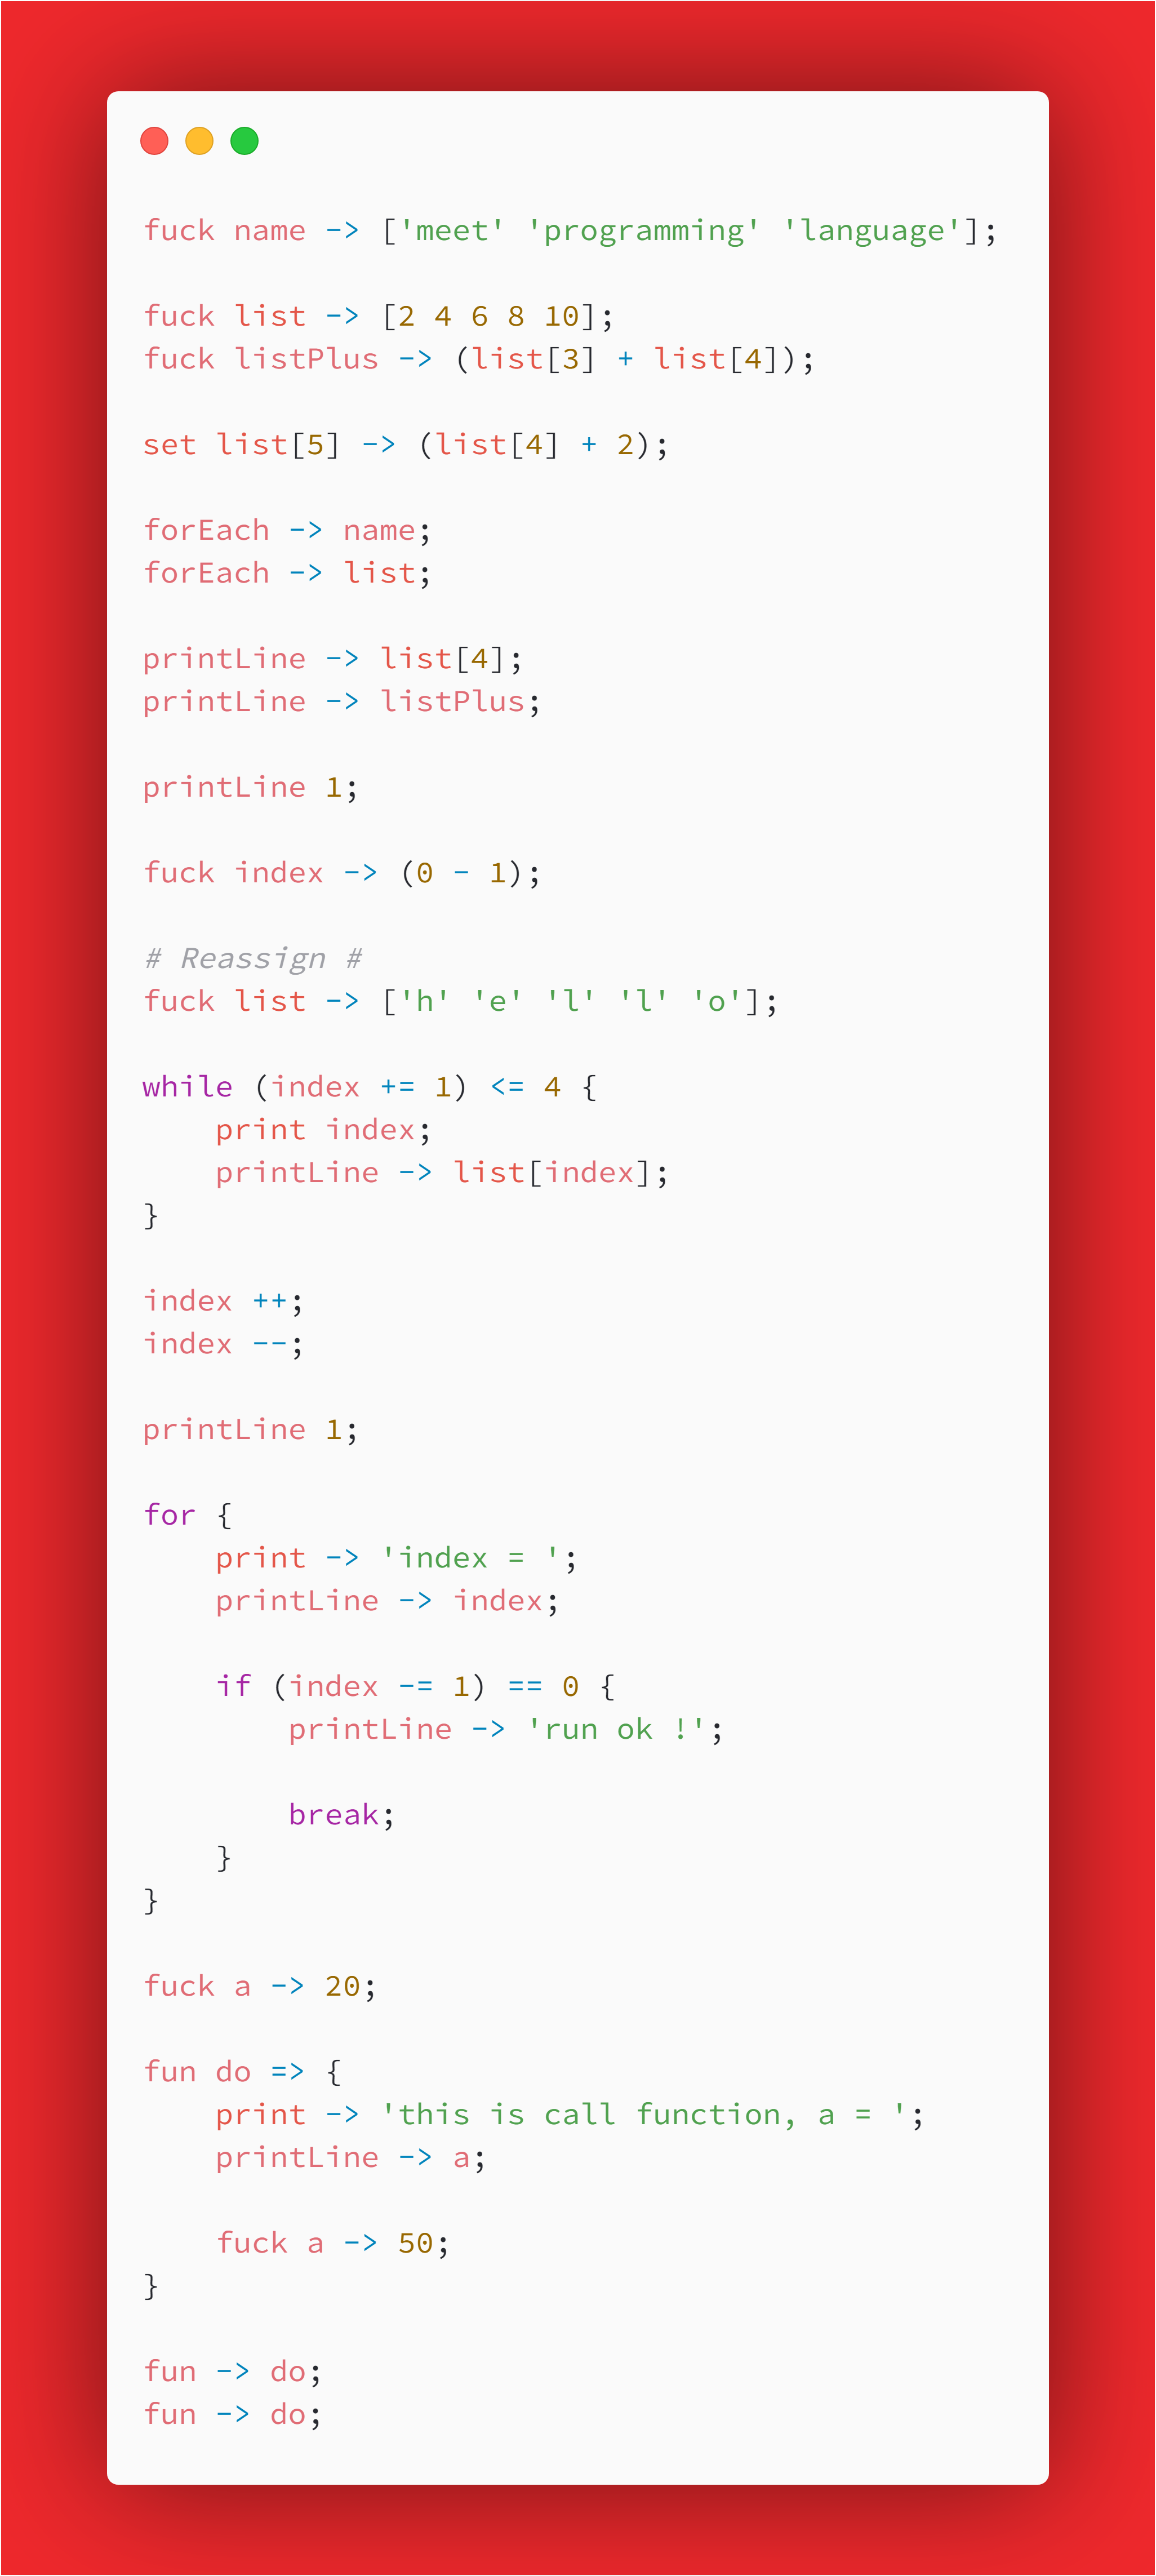 fuck name -> ['meet' 'programming' 'language'];
fuck list -> [2 4 6 8 10];
fuck listPlus -> (list[3] + list[4]);
set list[5] -> (list[4] + 2);
forEach -> name;
forEach -> list;
printLine -> list[4];
printLine -> listPlus;
printLine 1;
fuck index -> (0 - 1);
# Reassign #
fuck list -> ['h' 'e' 'l' 'l' 'o'];
while (index += 1) <= 4 {
    print index;
    printLine -> list[index];
}
index ++;
index --;
printLine 1;
for {
    print -> 'index = ';
    printLine -> index;
    if (index -= 1) == 0 {
        printLine -> 'run ok !';
        break;
    }
}
fuck a -> 20;
fun do => {
    print -> 'this is call function, a = ';
    printLine -> a;
    fuck a -> 50;
}
fun -> do;
fun -> do;